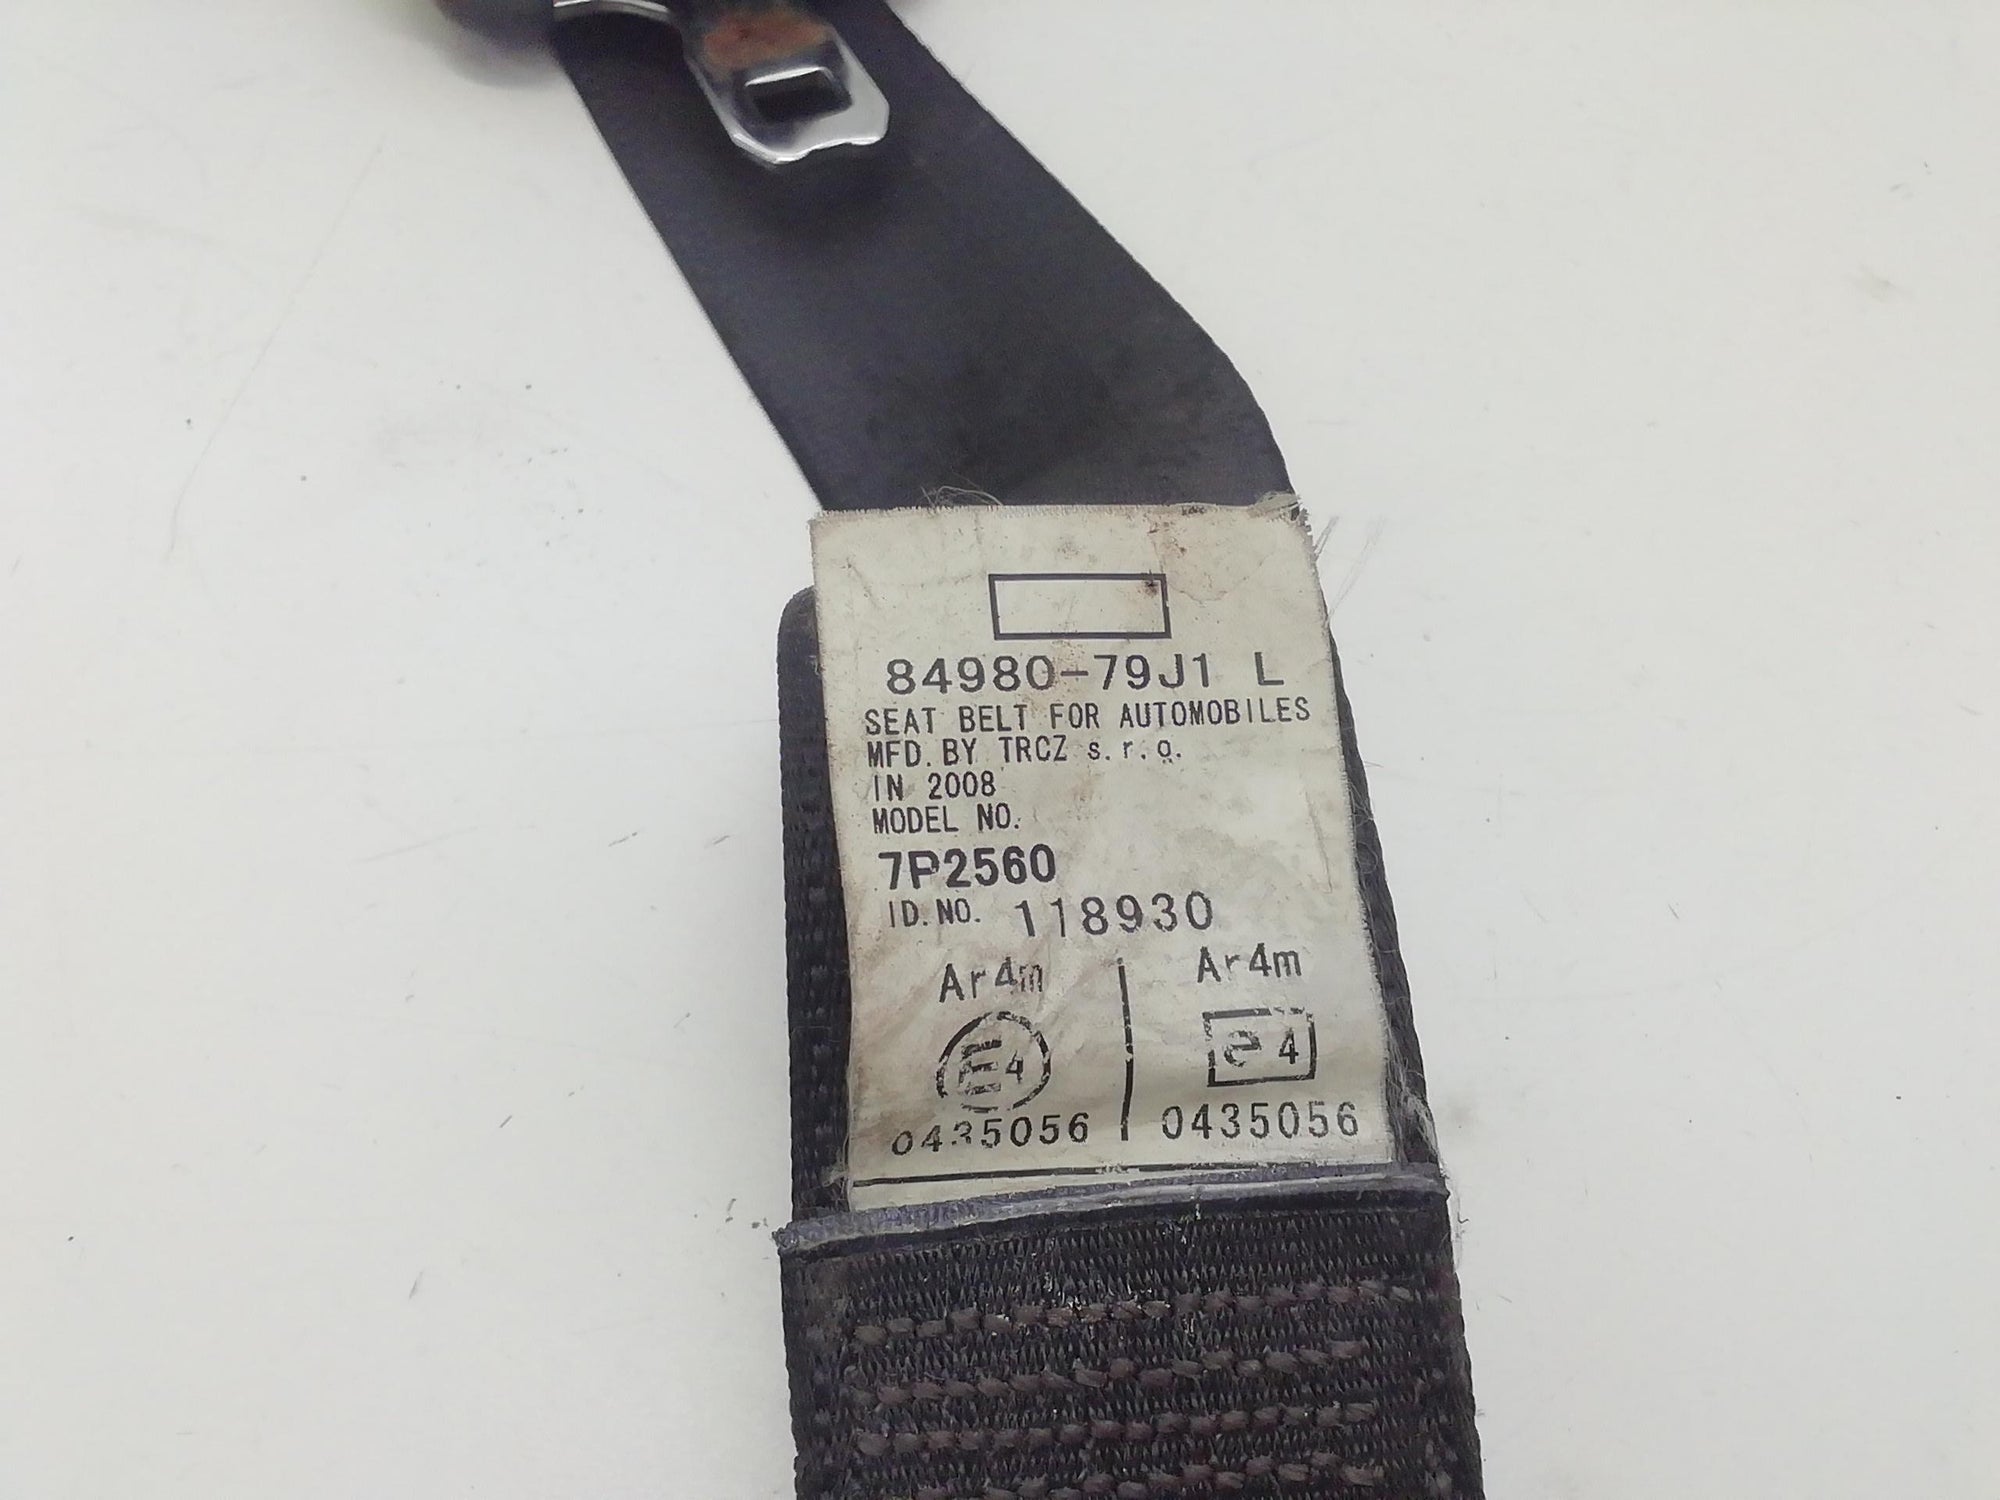 84980-79J1 L
SEAT BELT FOR AUTOMOBILES
MFD. BY TRCZ s.r.o.
IN 2008
MODEL NO.
7P2560
ID. NO. 118930
Ar4m Ar4m
E4 e4
0435056 0435056